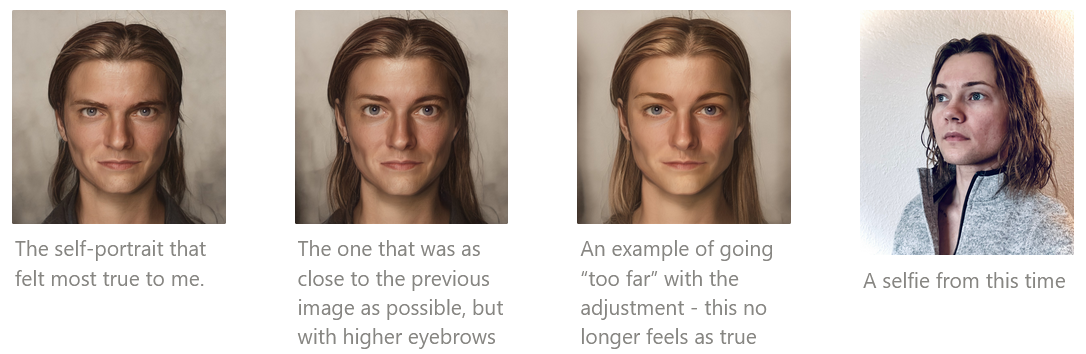 The self-portrait that
felt most true to me.
The one that was as
close to the previous
image as possible, but
with higher eyebrows
An example of going
“too far” with the
adjustment - this no
longer feels as true
A selfie from this time